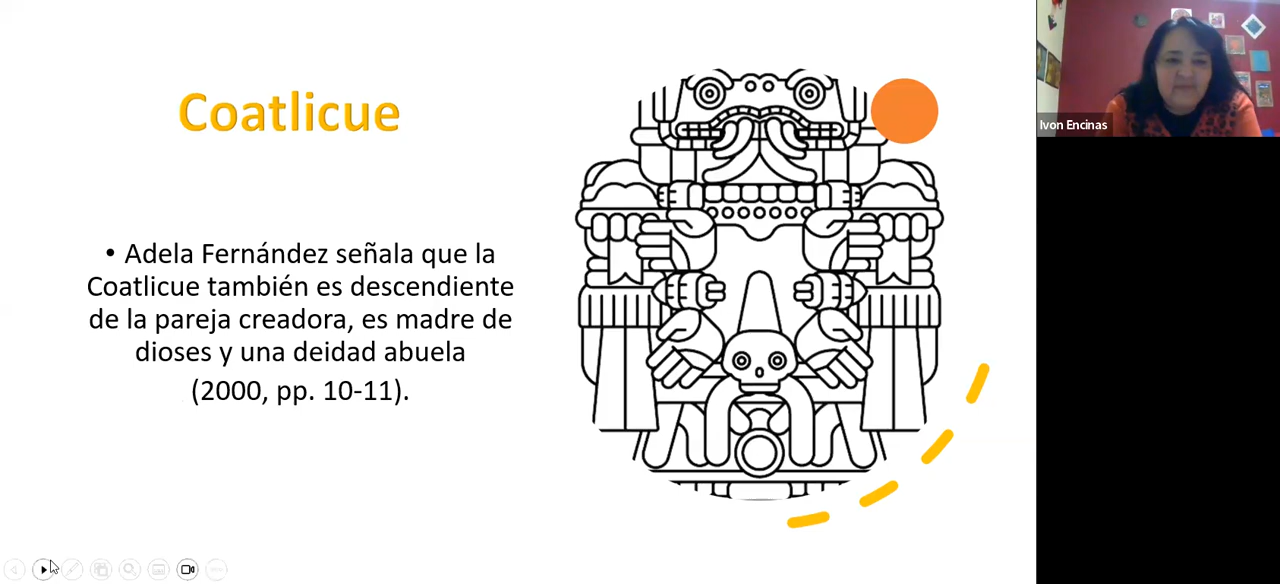 Coatlicue
• Adela Fernández señala que la
Coatlicue también es descendiente
de la pareja creadora, es madre de
dioses y una deidad abuela
(2000, pp. 10-11).
Ivon Encinas